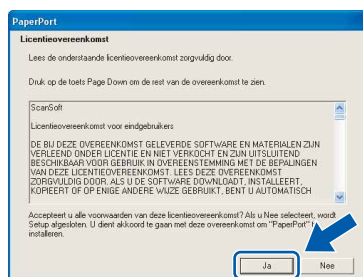 PaperPort
Licentieovereenkomst
Lees de onderstaande licentieovereenkomst zorgvuldig door.
Druk op de toets Page Down om de rest van de overeenkomst te zien.
ScanSoft
Licentieovereenkomst voor eindgebruikers
DE BIJ DEZE OVEREENKOMST GELEVERDE SOFTWARE EN MATERIALEN ZIJN
VERLEEND ONDER LICENTIE EN NIET VERKOCHT EN ZIJN UITSLUITEND
BESCHIKBAAR VOOR GEBRUIK IN OVEREENSTEMMING MET DE BEPALINGEN
VAN DEZE LICENTIEOVEREENKOMST. LEES DEZE OVEREENKOMST
ZORGVULDIG DOOR. ALS U DE SOFTWARE DOWNLOADT, INSTALLEERT,
KOPIEERT OF OP ENIGE ANDERE WIJZE GEBRUIKT, BENT U AUTOMATISCH
Accepteert u alle voorwaarden van deze licentieovereenkomst? Als u Nee selecteert, wordt
Setup afgesloten. U dient akkoord te gaan met deze overeenkomst om "PaperPort" te
installeren.
Ja
Nee